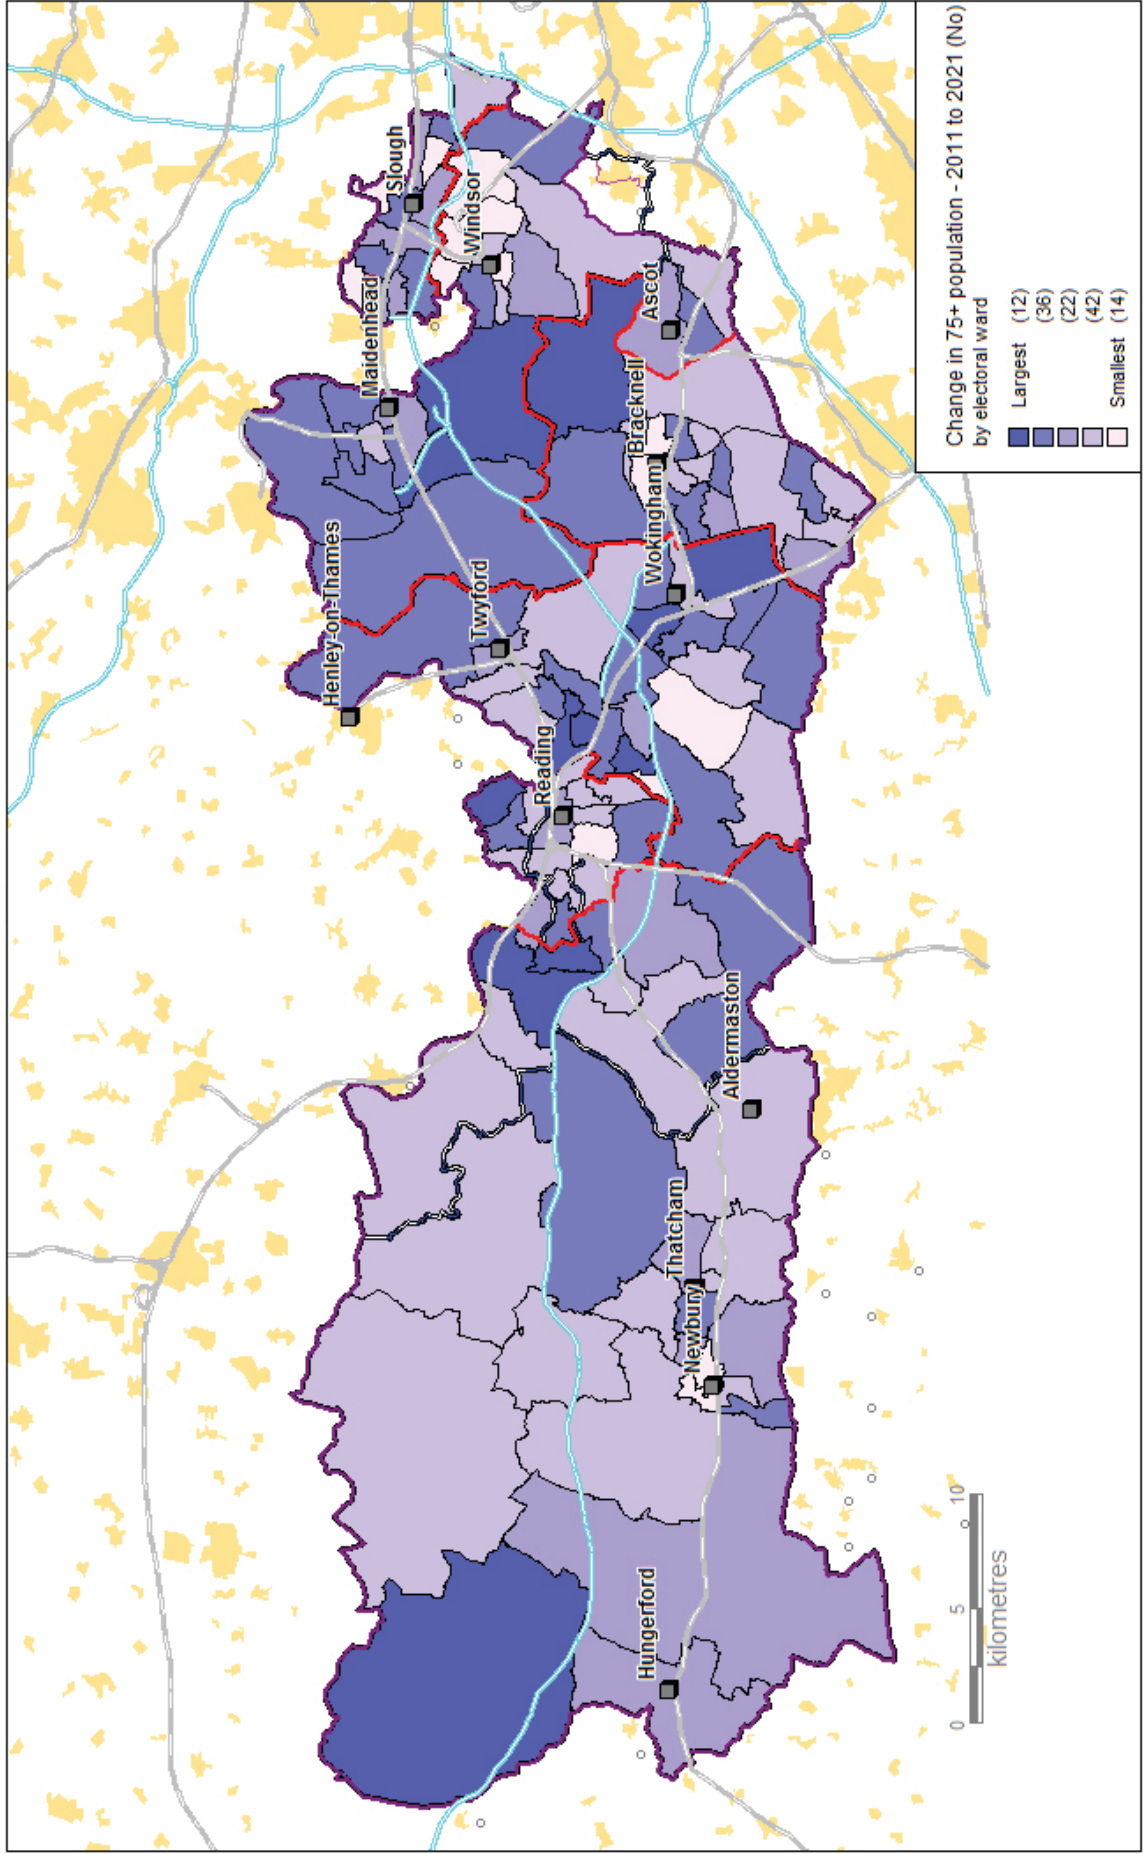 Change in 75+ population - 2011 to 2021 (No)
by electoral ward
Largest (12)
(36)
(22)
(42)
Smallest (14)
Slough
Windsor
Maidenhead
Ascot
Bracknell
Henley-on-Thames
Wokingham
Twyford
Reading
Aldermaston
Thatcham
Newbury
Hungerford
0 5 10
kilometres